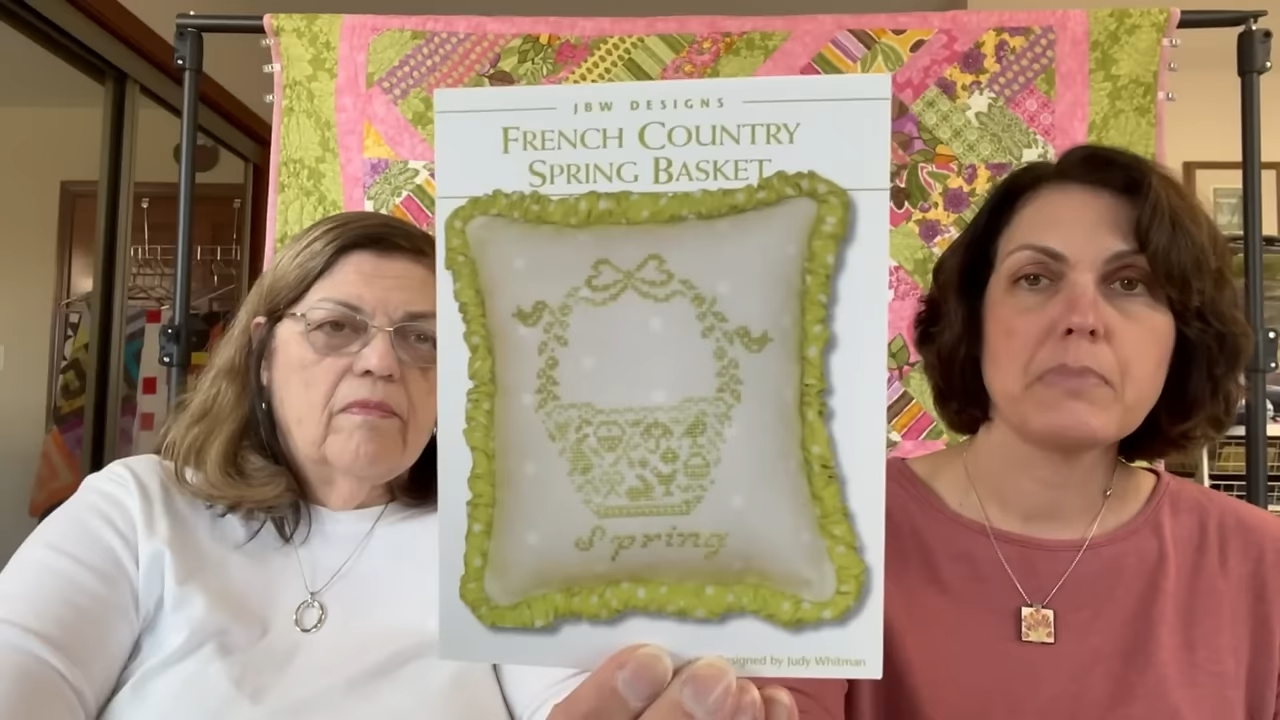 JBW DESIGNS
FRENCH COUNTRY
SPRING BASKET
Spring
designed by Judy Whitman